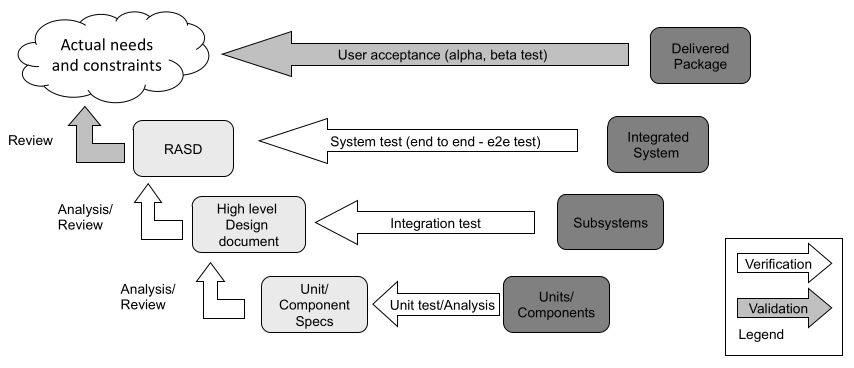 Actual needs
and constraints
User acceptance (alpha, beta test)
Delivered
Package
Review
RASD
System test (end to end - e2e test)
Integrated
System
Analysis/
Review
High level
Design
document
Integration test
Subsystems
Analysis/
Review
Unit/
Component
Specs
Unit test/Analysis
Units/
Components
Verification
Validation
Legend